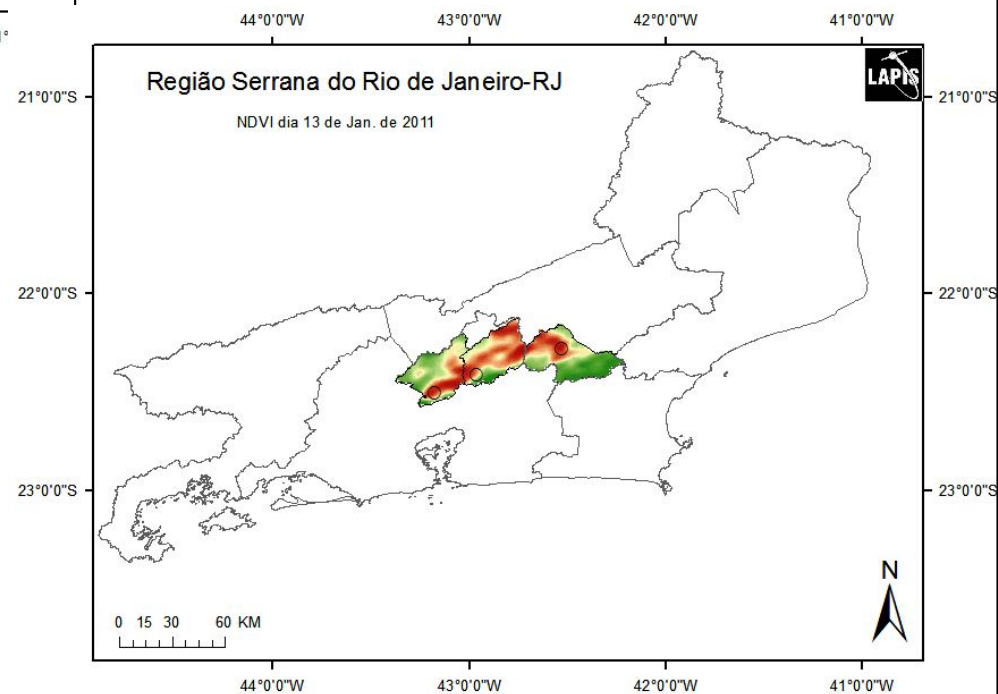 44°0'0"W 43°0'0"W 42°0'0"W 41°0'0"W
Região Serrana do Rio de Janeiro-RJ
LAPIS
21°0'0"S 21°0'0"S
NDVI dia 13 de Jan. de 2011
22°0'0"S 22°0'0"S
23°0'0"S 23°0'0"S
N
0 15 30 60 KM
44°0'0"W 43°0'0"W 42°0'0"W 41°0'0"W